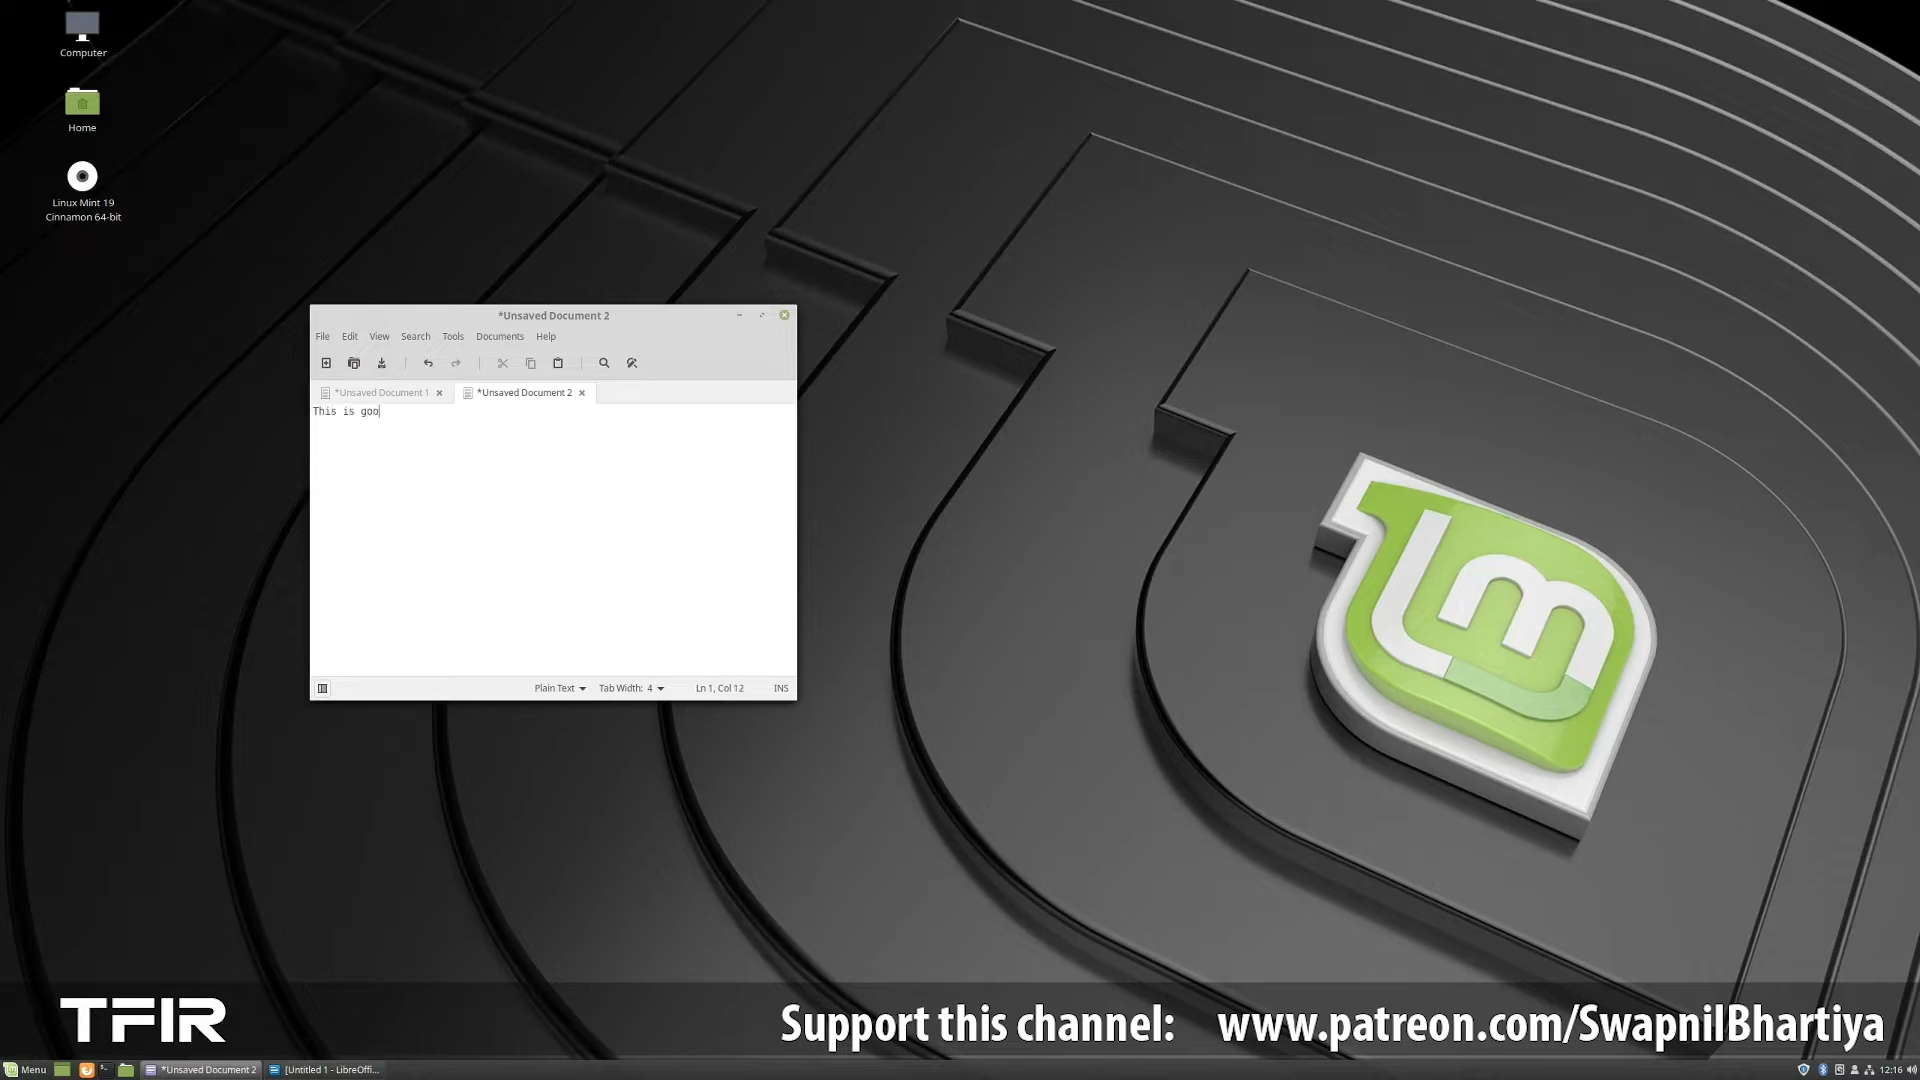 Computer
Home
Linux Mint 19
Cinnamon 64-bit
*Unsaved Document 2
File Edit View Search Tools Documents Help
*Unsaved Document 1 *Unsaved Document 2
This is goo
Plain Text Tab Width: 4 Ln 1, Col 12 INS
lm
TFIR Support this channel: www.patreon.com/SwapnilBhartiya
Menu *Unsaved Document 2 [Untitled 1 - LibreOffi... 12:16